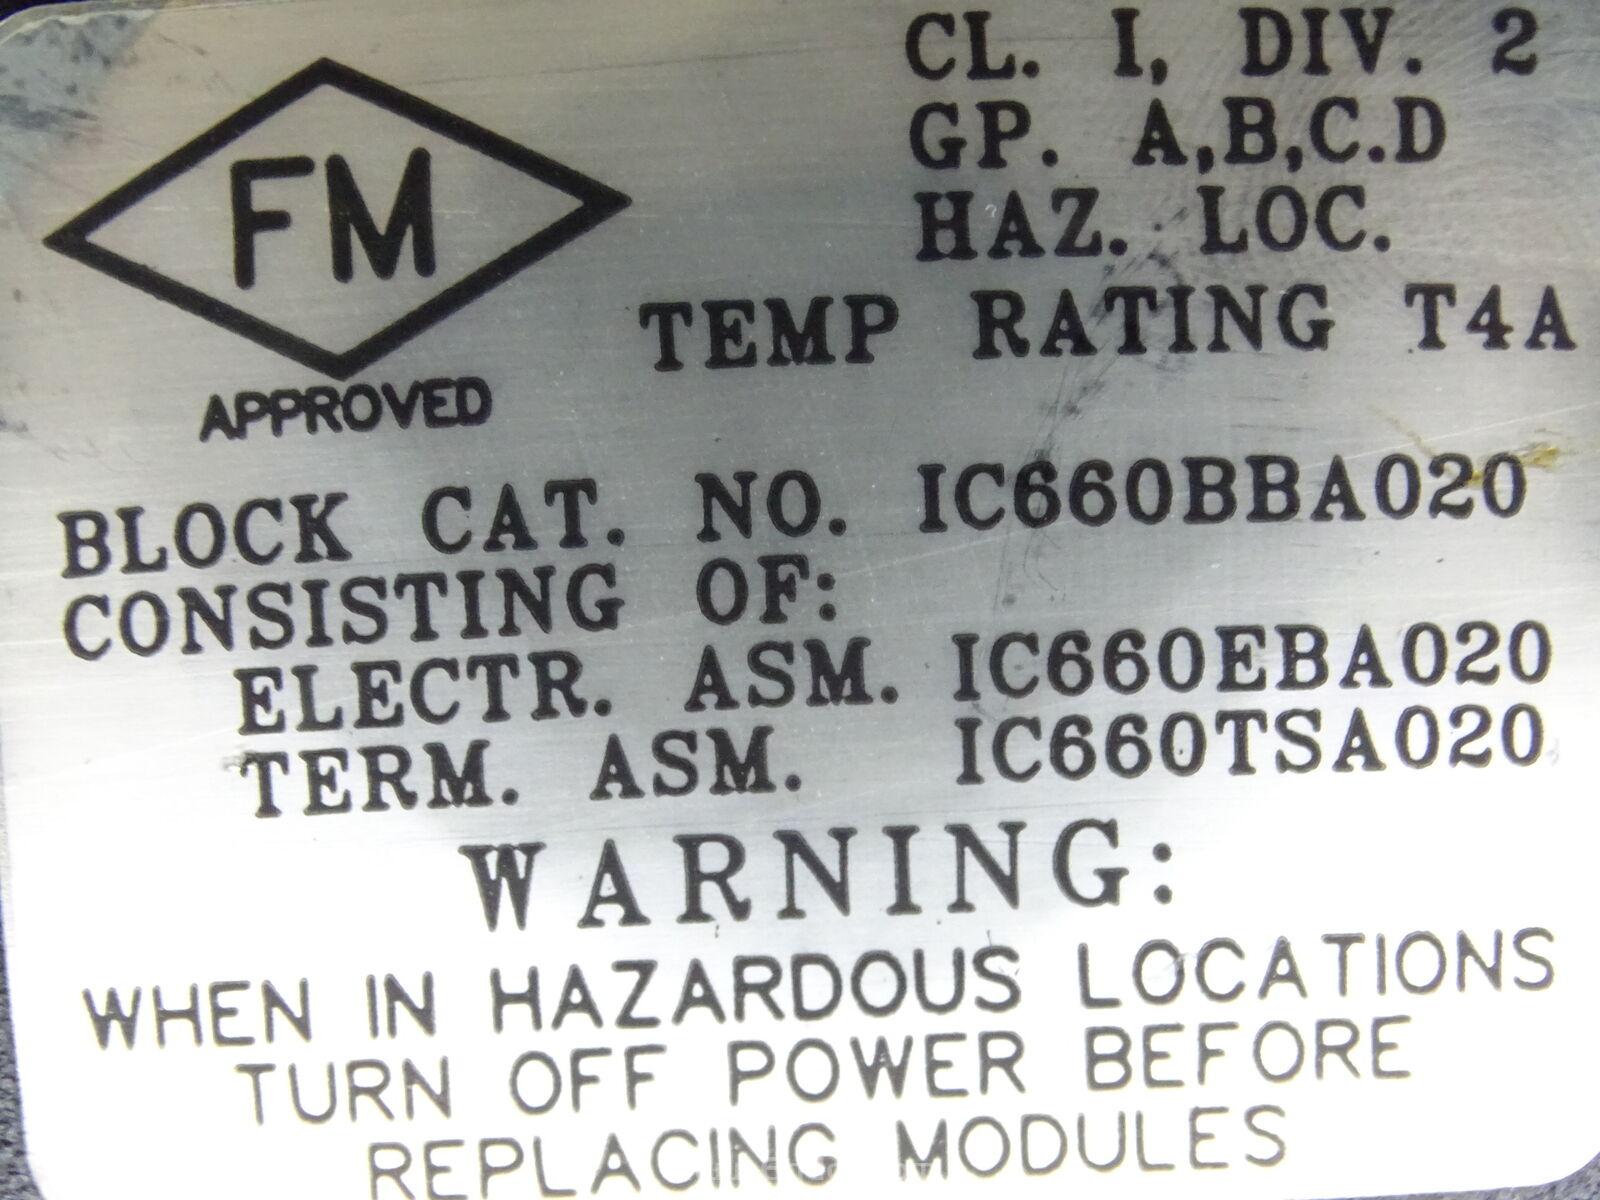 FM
APPROVED
CL. I, DIV. 2
GP. A,B,C.D
HAZ. LOC.
TEMP RATING T4A
BLOCK CAT. NO. IC660BBA020
CONSISTING OF:
ELECTR. ASM. IC660EBA020
TERM. ASM. IC660TSA020
WARNING:
WHEN IN HAZARDOUS LOCATIONS
TURN OFF POWER BEFORE
REPLACING MODULES